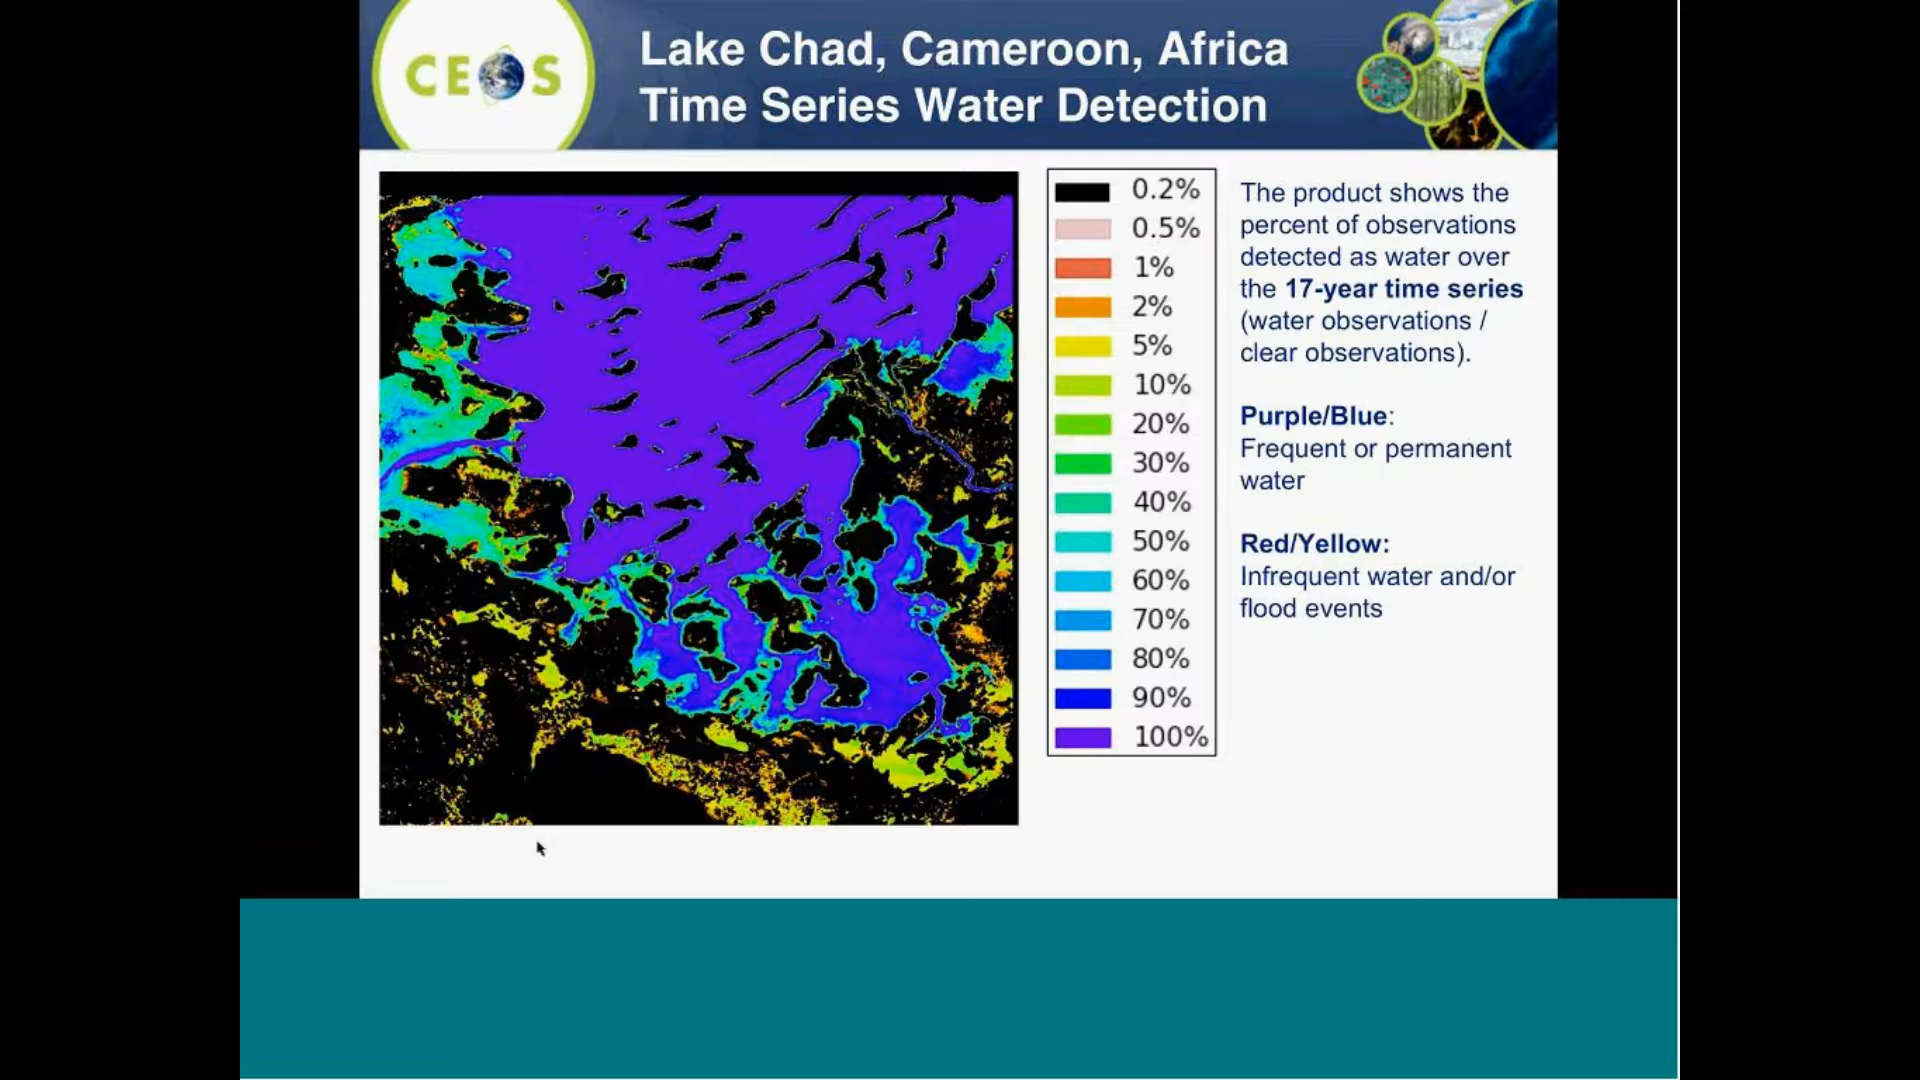 CEOS
Lake Chad, Cameroon, Africa
Time Series Water Detection
0.2%
0.5%
1%
2%
5%
10%
20%
30%
40%
50%
60%
70%
80%
90%
100%
The product shows the
percent of observations
detected as water over
the 17-year time series
(water observations /
clear observations).
Purple/Blue:
Frequent or permanent
water
Red/Yellow:
Infrequent water and/or
flood events